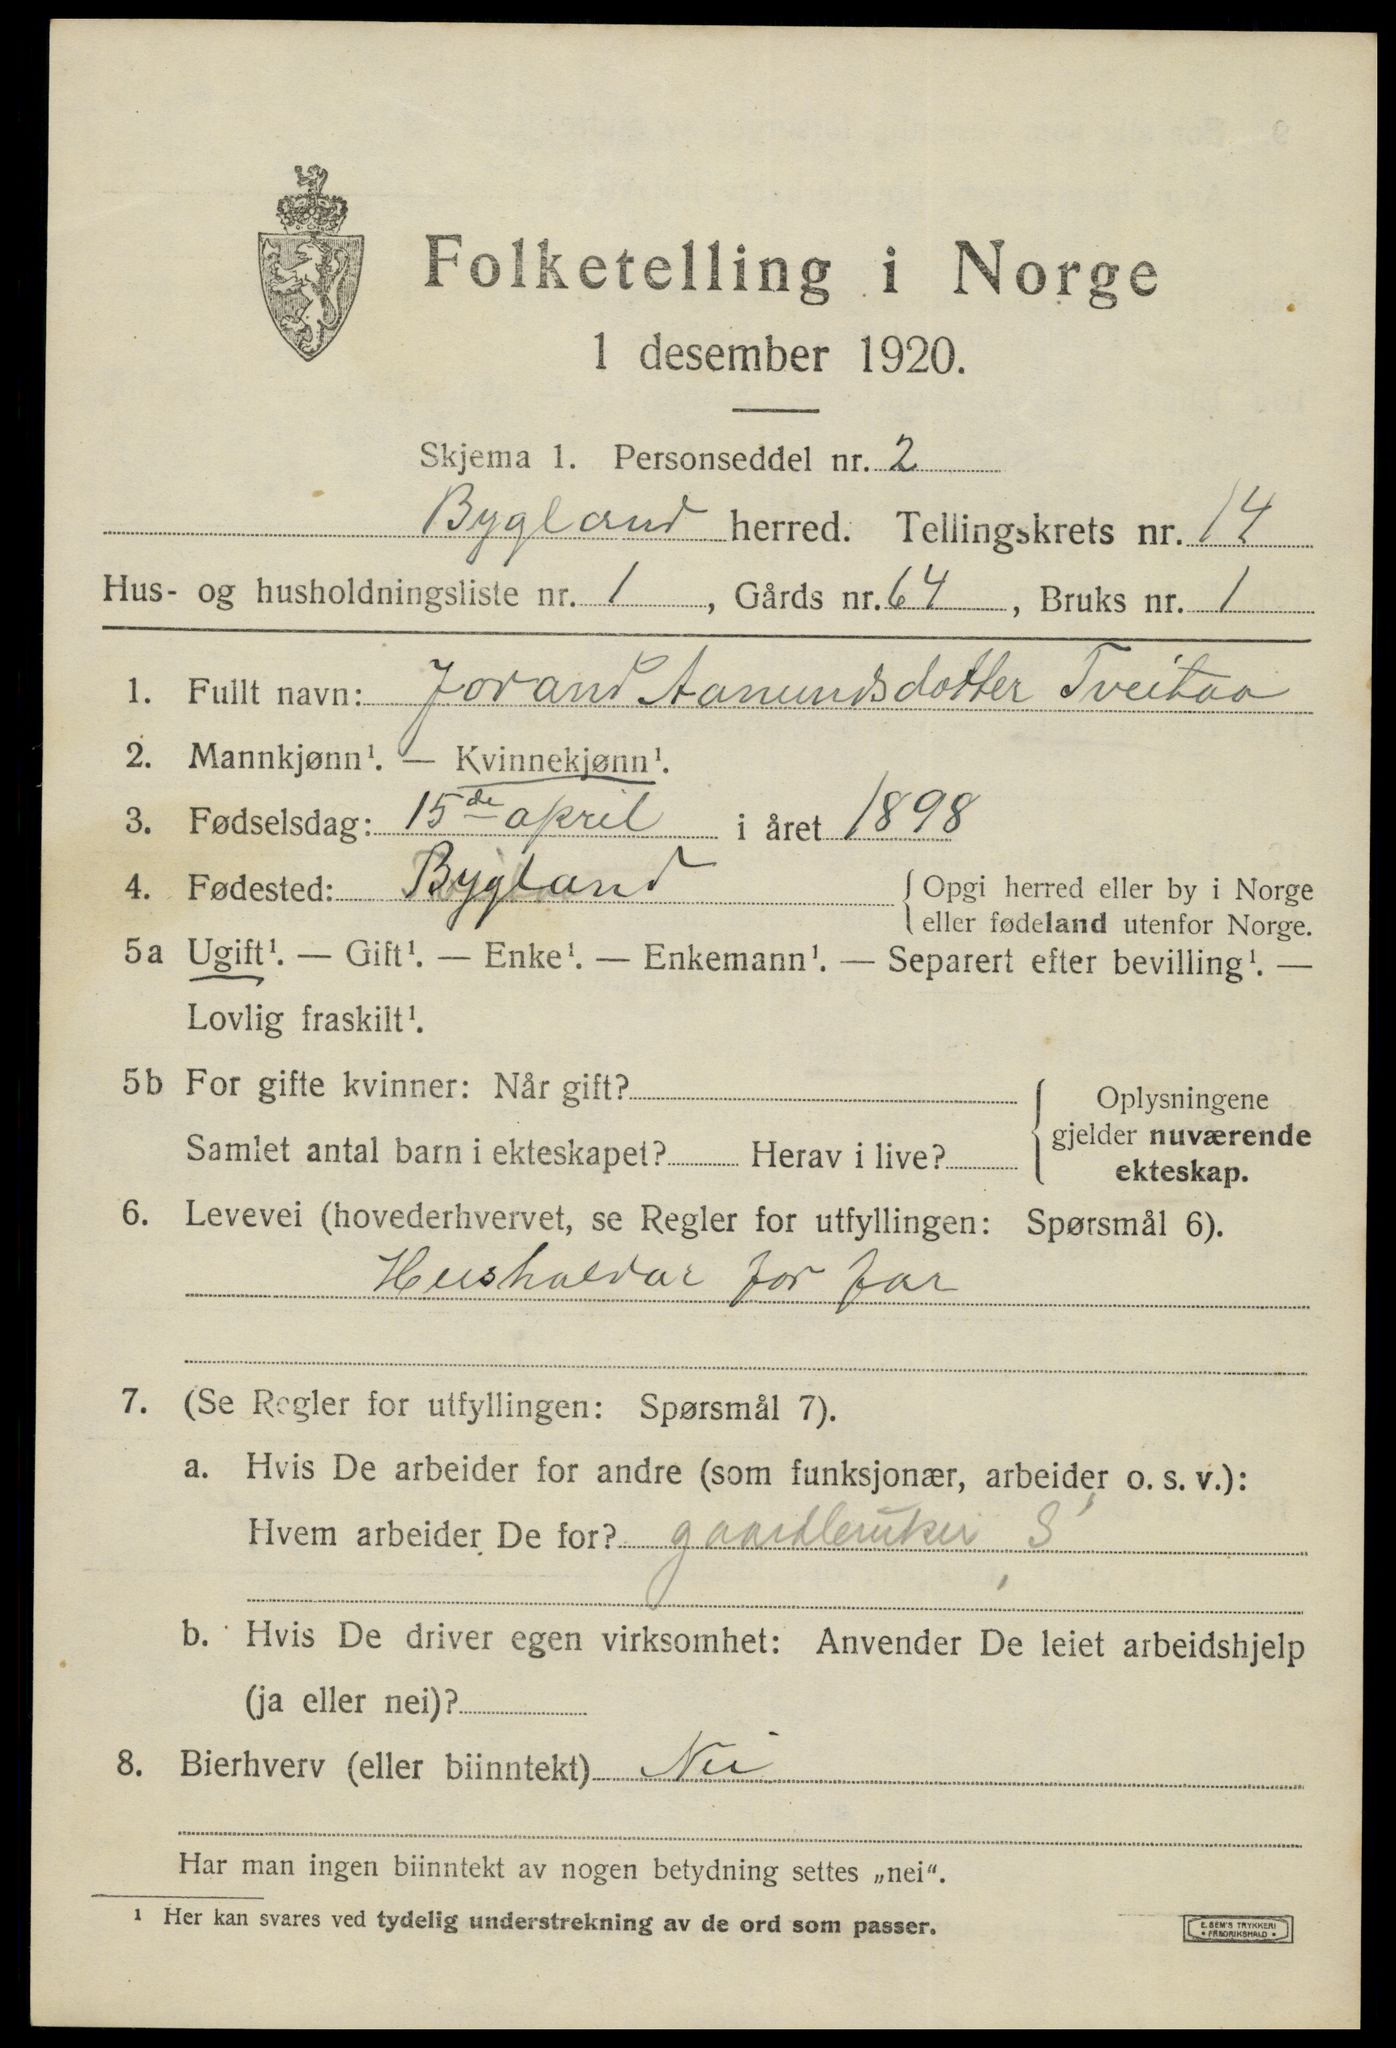 Folketelling i Norge
1 desember 1920.
Skjema 1. Personseddel nr. 2
Bygland herred. Tellingskrets nr. 14
Hus- og husholdningsliste nr. 1, Gårds nr. 64, Bruks nr. 1
1. Fullt navn: Jorand Aanundsdotter Tveitaa
2. Mannkjønn¹. — Kvinnekjønn¹.
3. Fødselsdag: 15de april i året 1898
4. Fødested: Bygland { Opgi herred eller by i Norge
eller fødeland utenfor Norge.
5a Ugift¹. — Gift¹. — Enke¹. — Enkemann¹. — Separert efter bevilling¹. —
Lovlig fraskilt¹.
5b For gifte kvinner: Når gift? { Oplysningene
gjelder nuværende
ekteskap.
Samlet antal barn i ekteskapet? Herav i live?
6. Levevei (hovederhvervet, se Regler for utfyllingen: Spørsmål 6).
Hushaldar for far
7. (Se Regler for utfyllingen: Spørsmål 7).
a. Hvis De arbeider for andre (som funksjonær, arbeider o. s. v.):
Hvem arbeider De for? gaardbruker S
b. Hvis De driver egen virksomhet: Anvender De leiet arbeidshjelp
(ja eller nei)?
8. Bierhverv (eller biinntekt) Nei
Har man ingen biinntekt av nogen betydning settes „nei“.
¹ Her kan svares ved tydelig understrekning av de ord som passer.
E. SEM'S TRYKKERI
• FREDRIKSHALD •